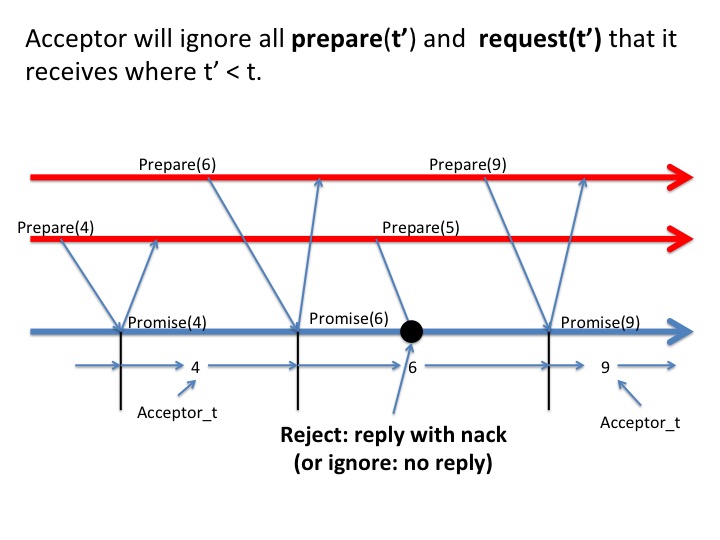 Acceptor will ignore all prepare(t’) and request(t’) that it
receives where t’ < t.
Prepare(6)
Prepare(9)
Prepare(4)
Prepare(5)
Promise(4)
Promise(6)
Promise(9)
4
6
9
Acceptor_t
Acceptor_t
Reject: reply with nack
(or ignore: no reply)